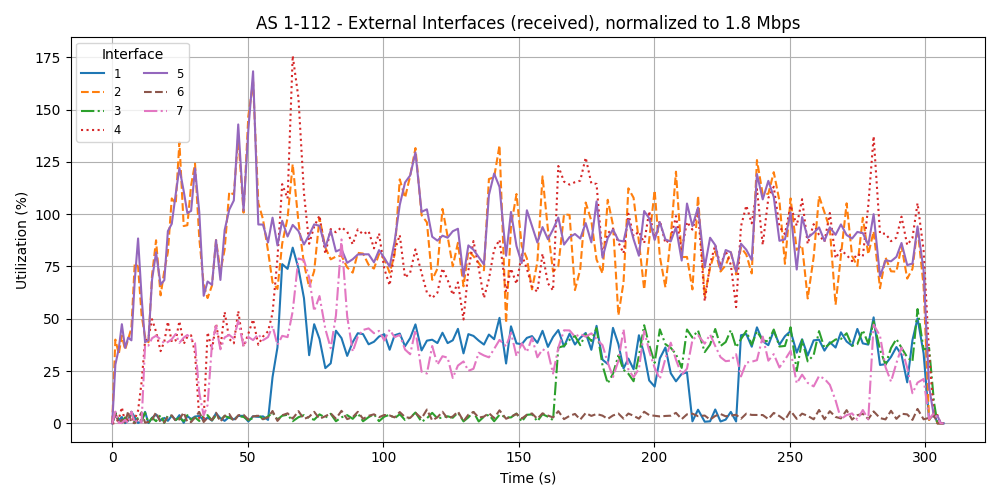 AS 1-112 - External Interfaces (received), normalized to 1.8 Mbps
Interface
1 5
2 6
3 7
4
175
150
125
100
75
50
25
0
Utilization (%)
0 50 100 150 200 250 300
Time (s)